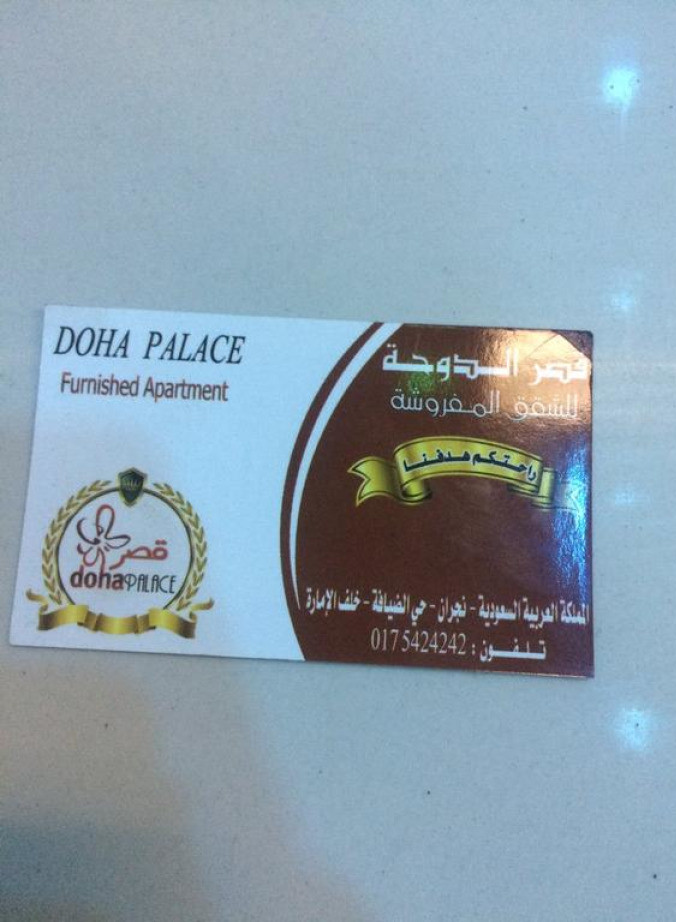 DOHA PALACE
Furnished Apartment
قصر
doha PALACE
قصر الدوحة
للشقق المفروشة
راحتكم هدفنا
المملكة العربية السعودية - نجران - حي الضيافة - خلف الإمارة
تلفون : 0175424242